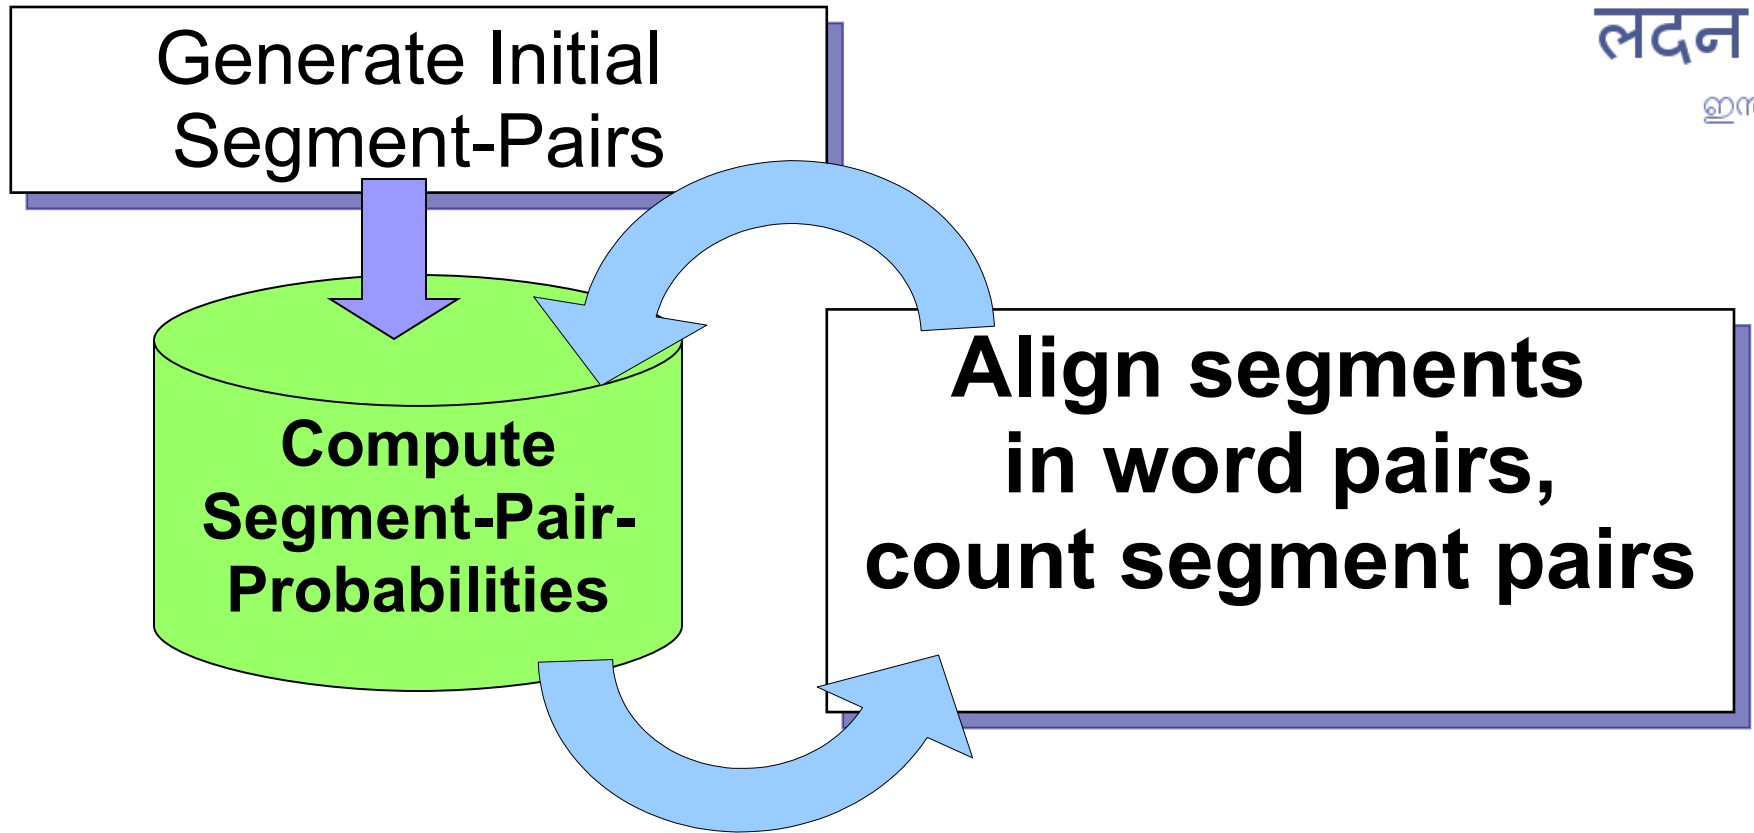 Generate Initial
Segment-Pairs
लदन
Compute
Segment-Pair-
Probabilities
Align segments
in word pairs,
count segment pairs